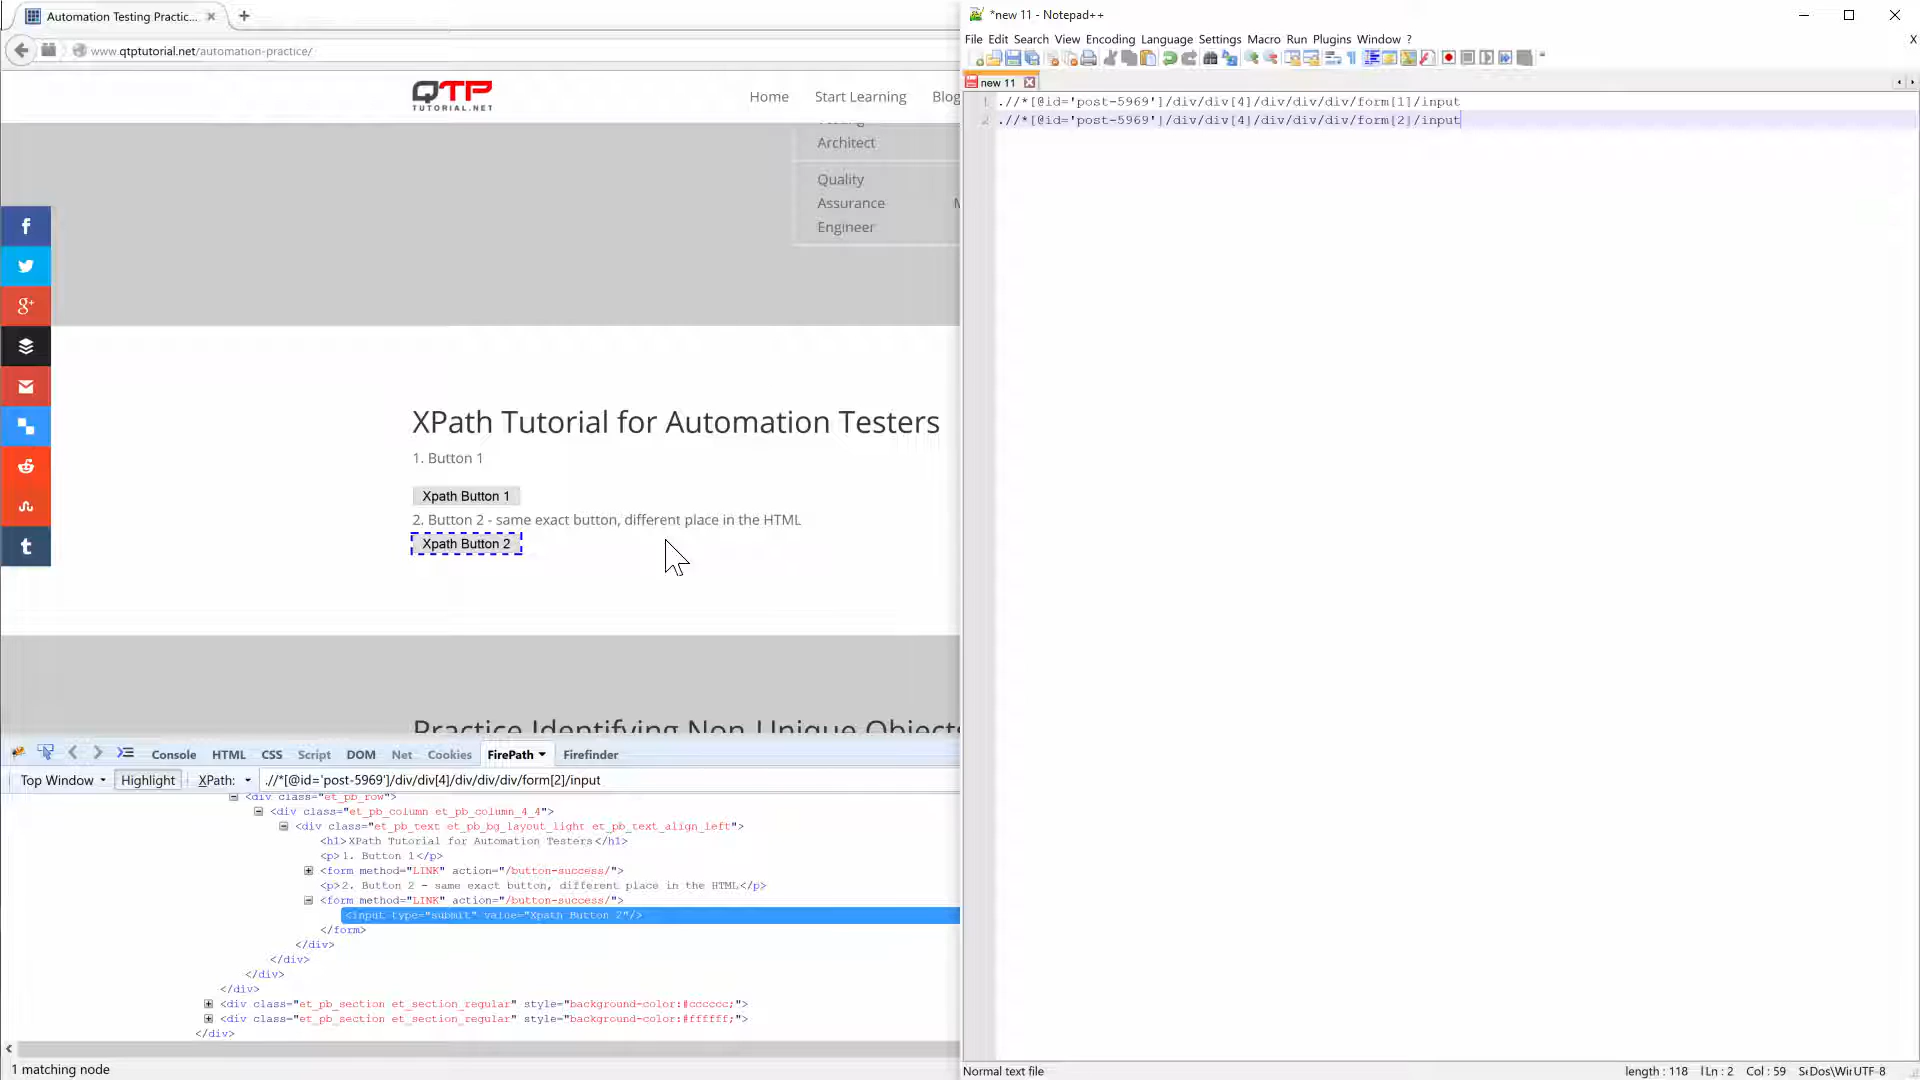 Automation Testing Practic...
www.qtptutorial.net/automation-practice/
QTP
TUTORIAL.NET
Home
Start Learning
Blog
Architect
Quality
Assurance
Engineer
XPath Tutorial for Automation Testers
1. Button 1
Xpath Button 1
2. Button 2 - same exact button, different place in the HTML
Xpath Button 2
Practice Identifying Non Unique Objects
Console HTML CSS Script DOM Net Cookies FirePath Firefinder
Top Window Highlight XPath: .//*[@id='post-5969']/div/div[4]/div/div/div/form[2]/input
<div class="et_pb_row">
<div class="et_pb_column et_pb_column_4_4">
<div class="et_pb_text et_pb_bg_layout_light et_pb_text_align_left">
<h1>XPath Tutorial for Automation Testers</h1>
<p>1. Button 1</p>
<form method="LINK" action="/button-success/">
<p>2. Button 2 - same exact button, different place in the HTML</p>
<form method="LINK" action="/button-success/">
<input type="submit" value="Xpath Button 2"/>
</form>
</div>
</div>
</div>
</div>
<div class="et_pb_section et_section_regular" style="background-color:#cccccc;">
<div class="et_pb_section et_section_regular" style="background-color:#ffffff;">
</div>
1 matching node
*new 11 - Notepad++
File Edit Search View Encoding Language Settings Macro Run Plugins Window ? X
new 11
1 .//*[@id='post-5969']/div/div[4]/div/div/div/form[1]/input
2 .//*[@id='post-5969']/div/div[4]/div/div/div/form[2]/input
Normal text file
length : 118
Ln : 2
Col : 59
UTF-8